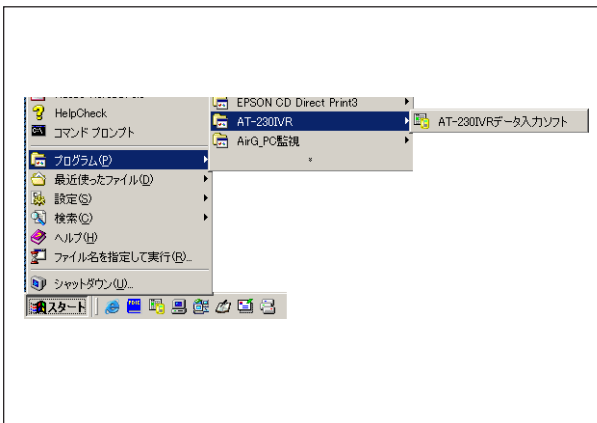 HelpCheck
コマンド プロンプト
プログラム(P)
最近使ったファイル(D)
設定(S)
検索(C)
ヘルプ(H)
ファイル名を指定して実行(R)...
シャットダウン(U)...
スタート
EPSON CD Direct Print3
AT-230IVR
AirG_PC監視
AT-230IVRデータ入力ソフト